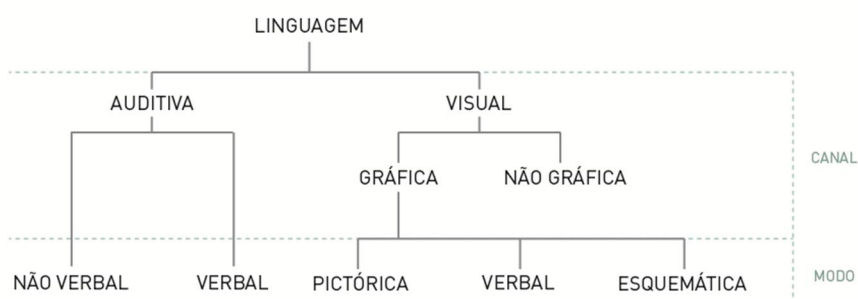 LINGUAGEM
AUDITIVA
VISUAL
CANAL
GRÁFICA
NÃO GRÁFICA
NÃO VERBAL
VERBAL
PICTÓRICA
VERBAL
ESQUEMÁTICA
MODO